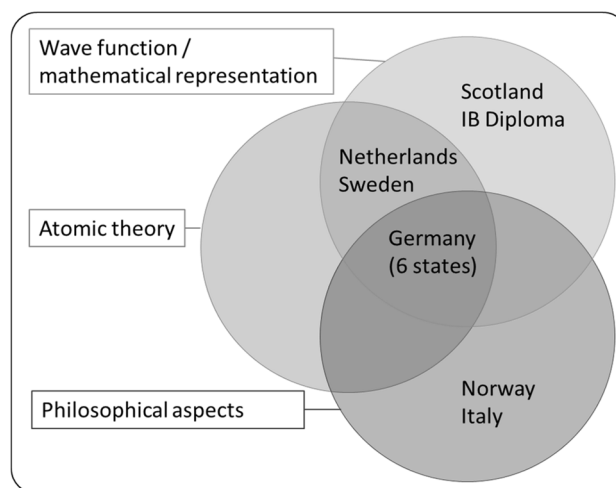 Wave function /
mathematical representation
Scotland
IB Diploma
Netherlands
Sweden
Atomic theory
Germany
(6 states)
Philosophical aspects
Norway
Italy